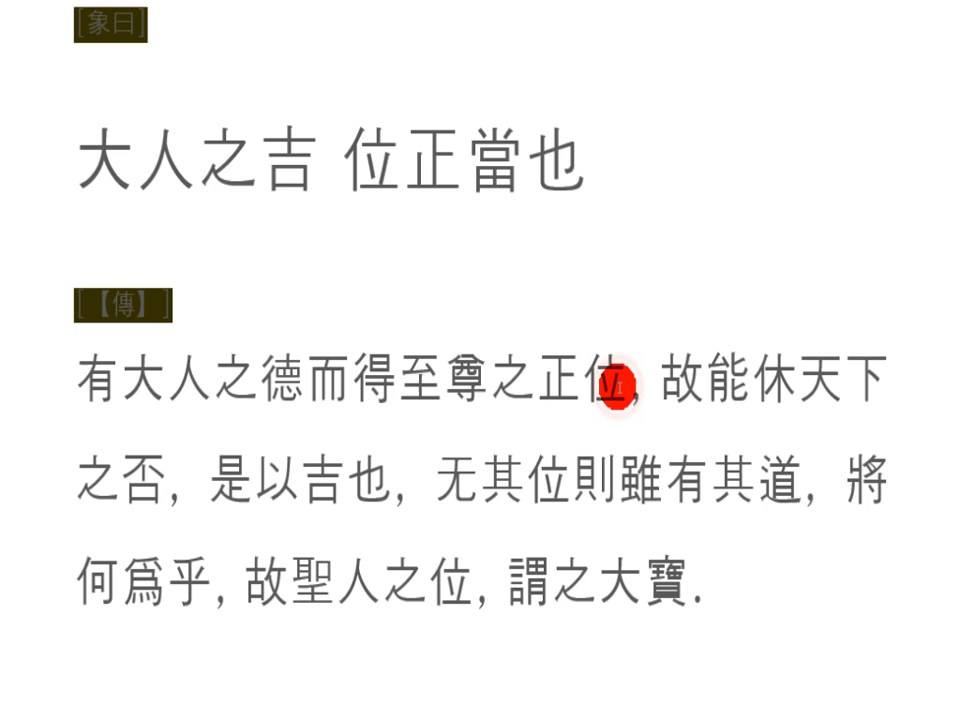 [象曰]
大人之吉 位正當也
[【傳】]
有大人之德而得至尊之正位, 故能休天下
之否, 是以吉也, 无其位則雖有其道, 將
何爲乎, 故聖人之位, 謂之大寶.